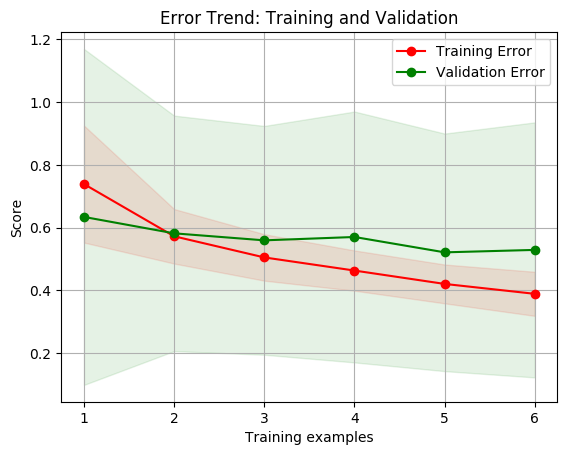 Error Trend: Training and Validation
Training Error
Validation Error
Score
1.2
1.0
0.8
0.6
0.4
0.2
1 2 3 4 5 6
Training examples